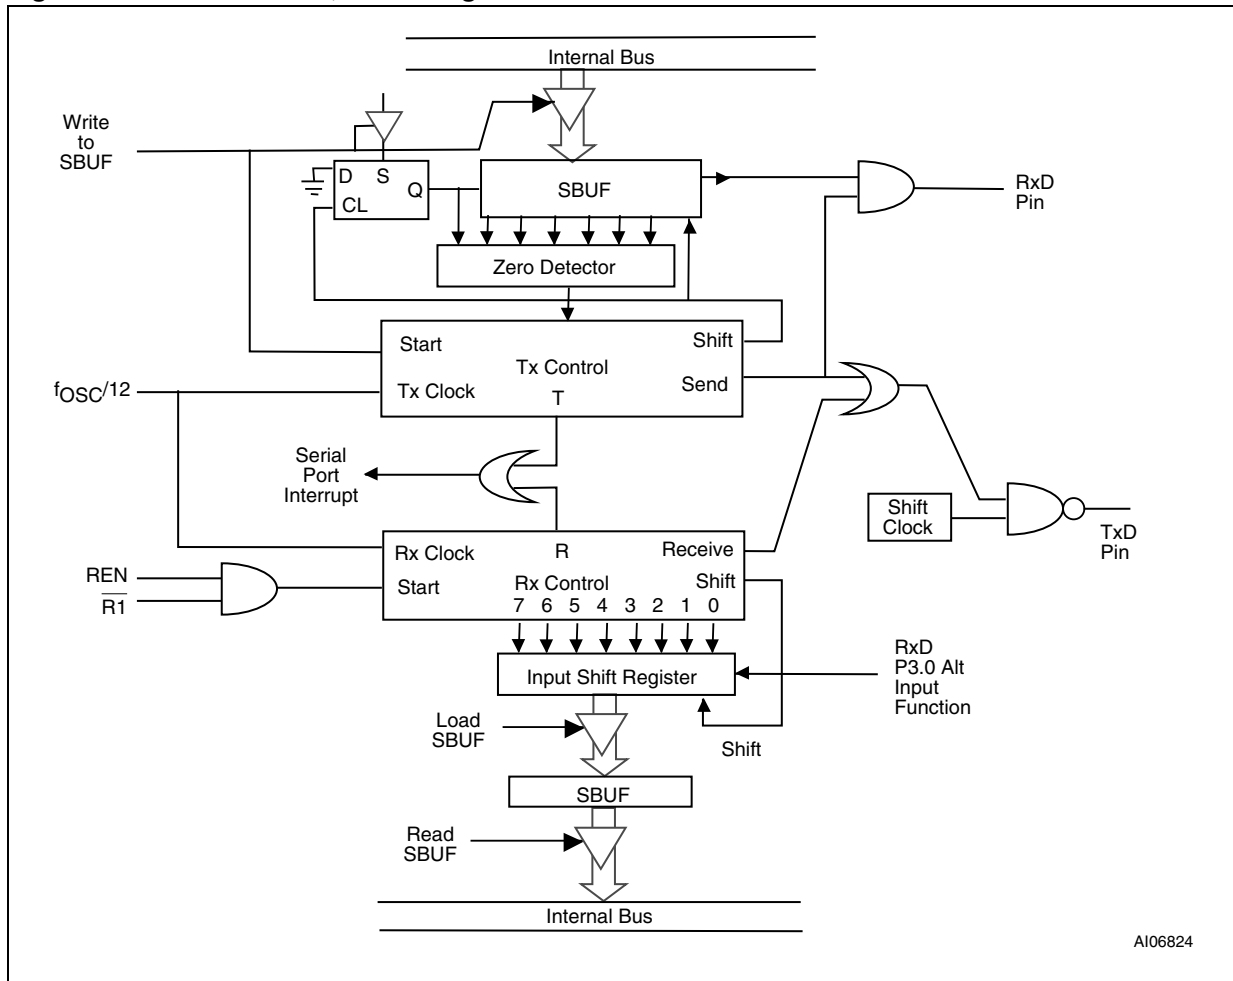 Internal Bus
Write
to
SBUF
D S
Q
CL
SBUF
RxD
Pin
Zero Detector
Start
Shift
Tx Control
Send
fOSC/12
Tx Clock
T
Serial
Port
Interrupt
Shift
Clock
TxD
Pin
Rx Clock
R
Receive
REN
R1
Start
Rx Control
Shift
7 6 5 4 3 2 1 0
Input Shift Register
RxD
P3.0 Alt
Input
Function
Load
SBUF
Shift
SBUF
Read
SBUF
Internal Bus
AI06824